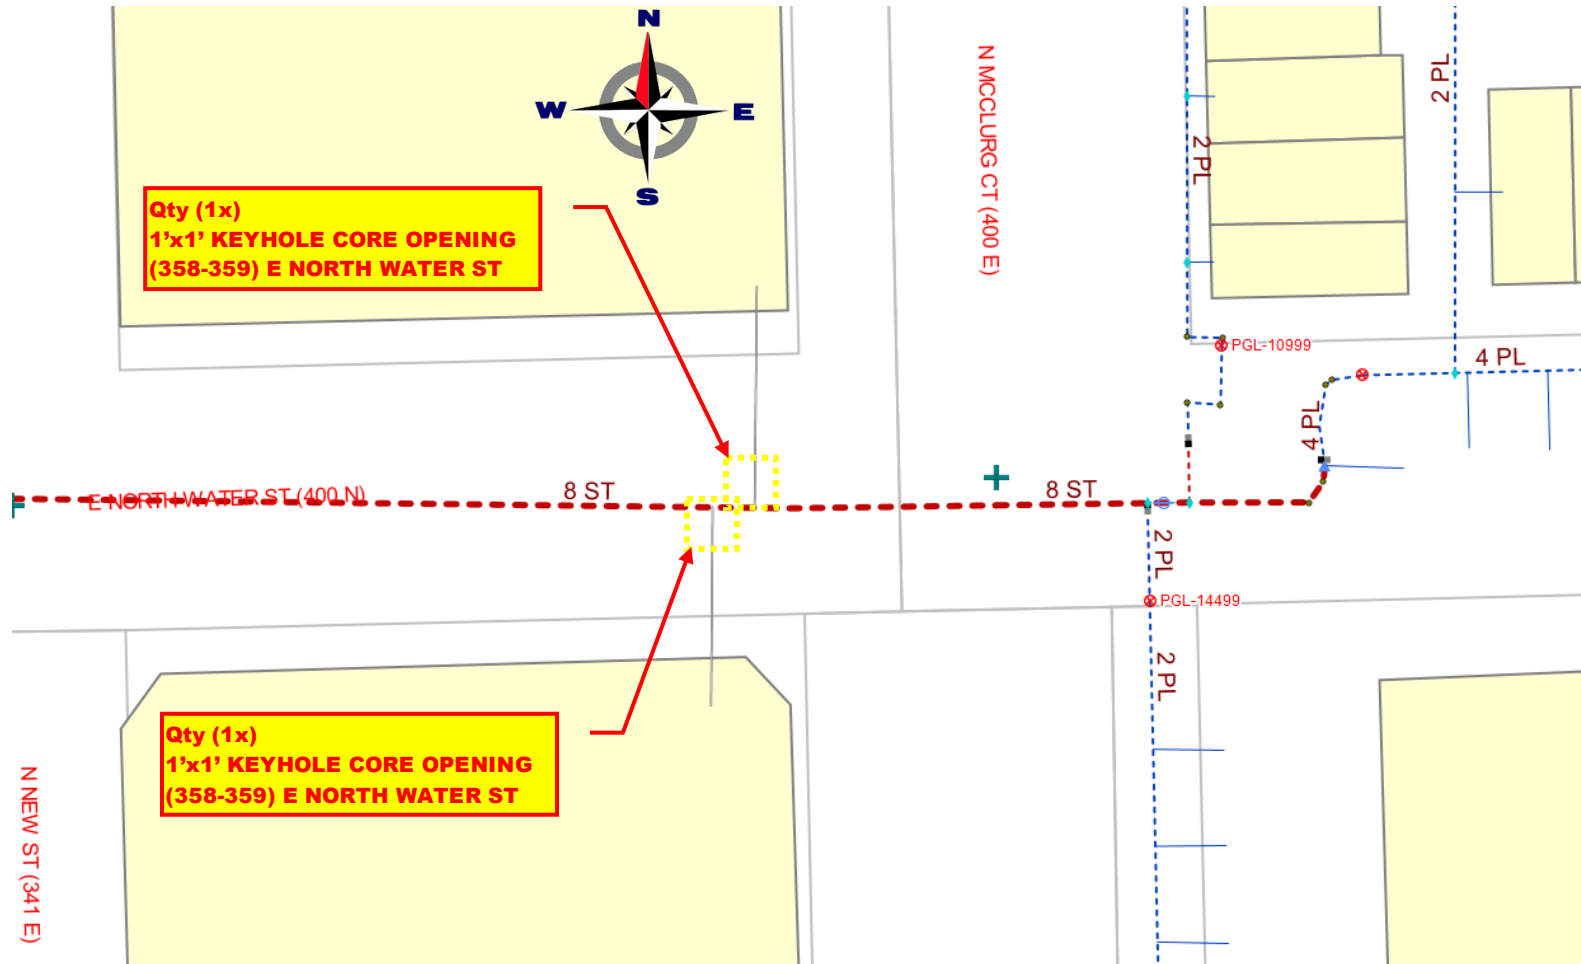 N
W
E
S
Qty (1x)
1’x1’ KEYHOLE CORE OPENING
(358-359) E NORTH WATER ST
N MCCLURG CT (400 E)
2 PL
2 PL
PGL-10999
4 PL
4 PL
E NORTH WATER ST (400 N)
8 ST
8 ST
2 PL
PGL-14499
2 PL
Qty (1x)
1’x1’ KEYHOLE CORE OPENING
(358-359) E NORTH WATER ST
N NEW ST (341 E)